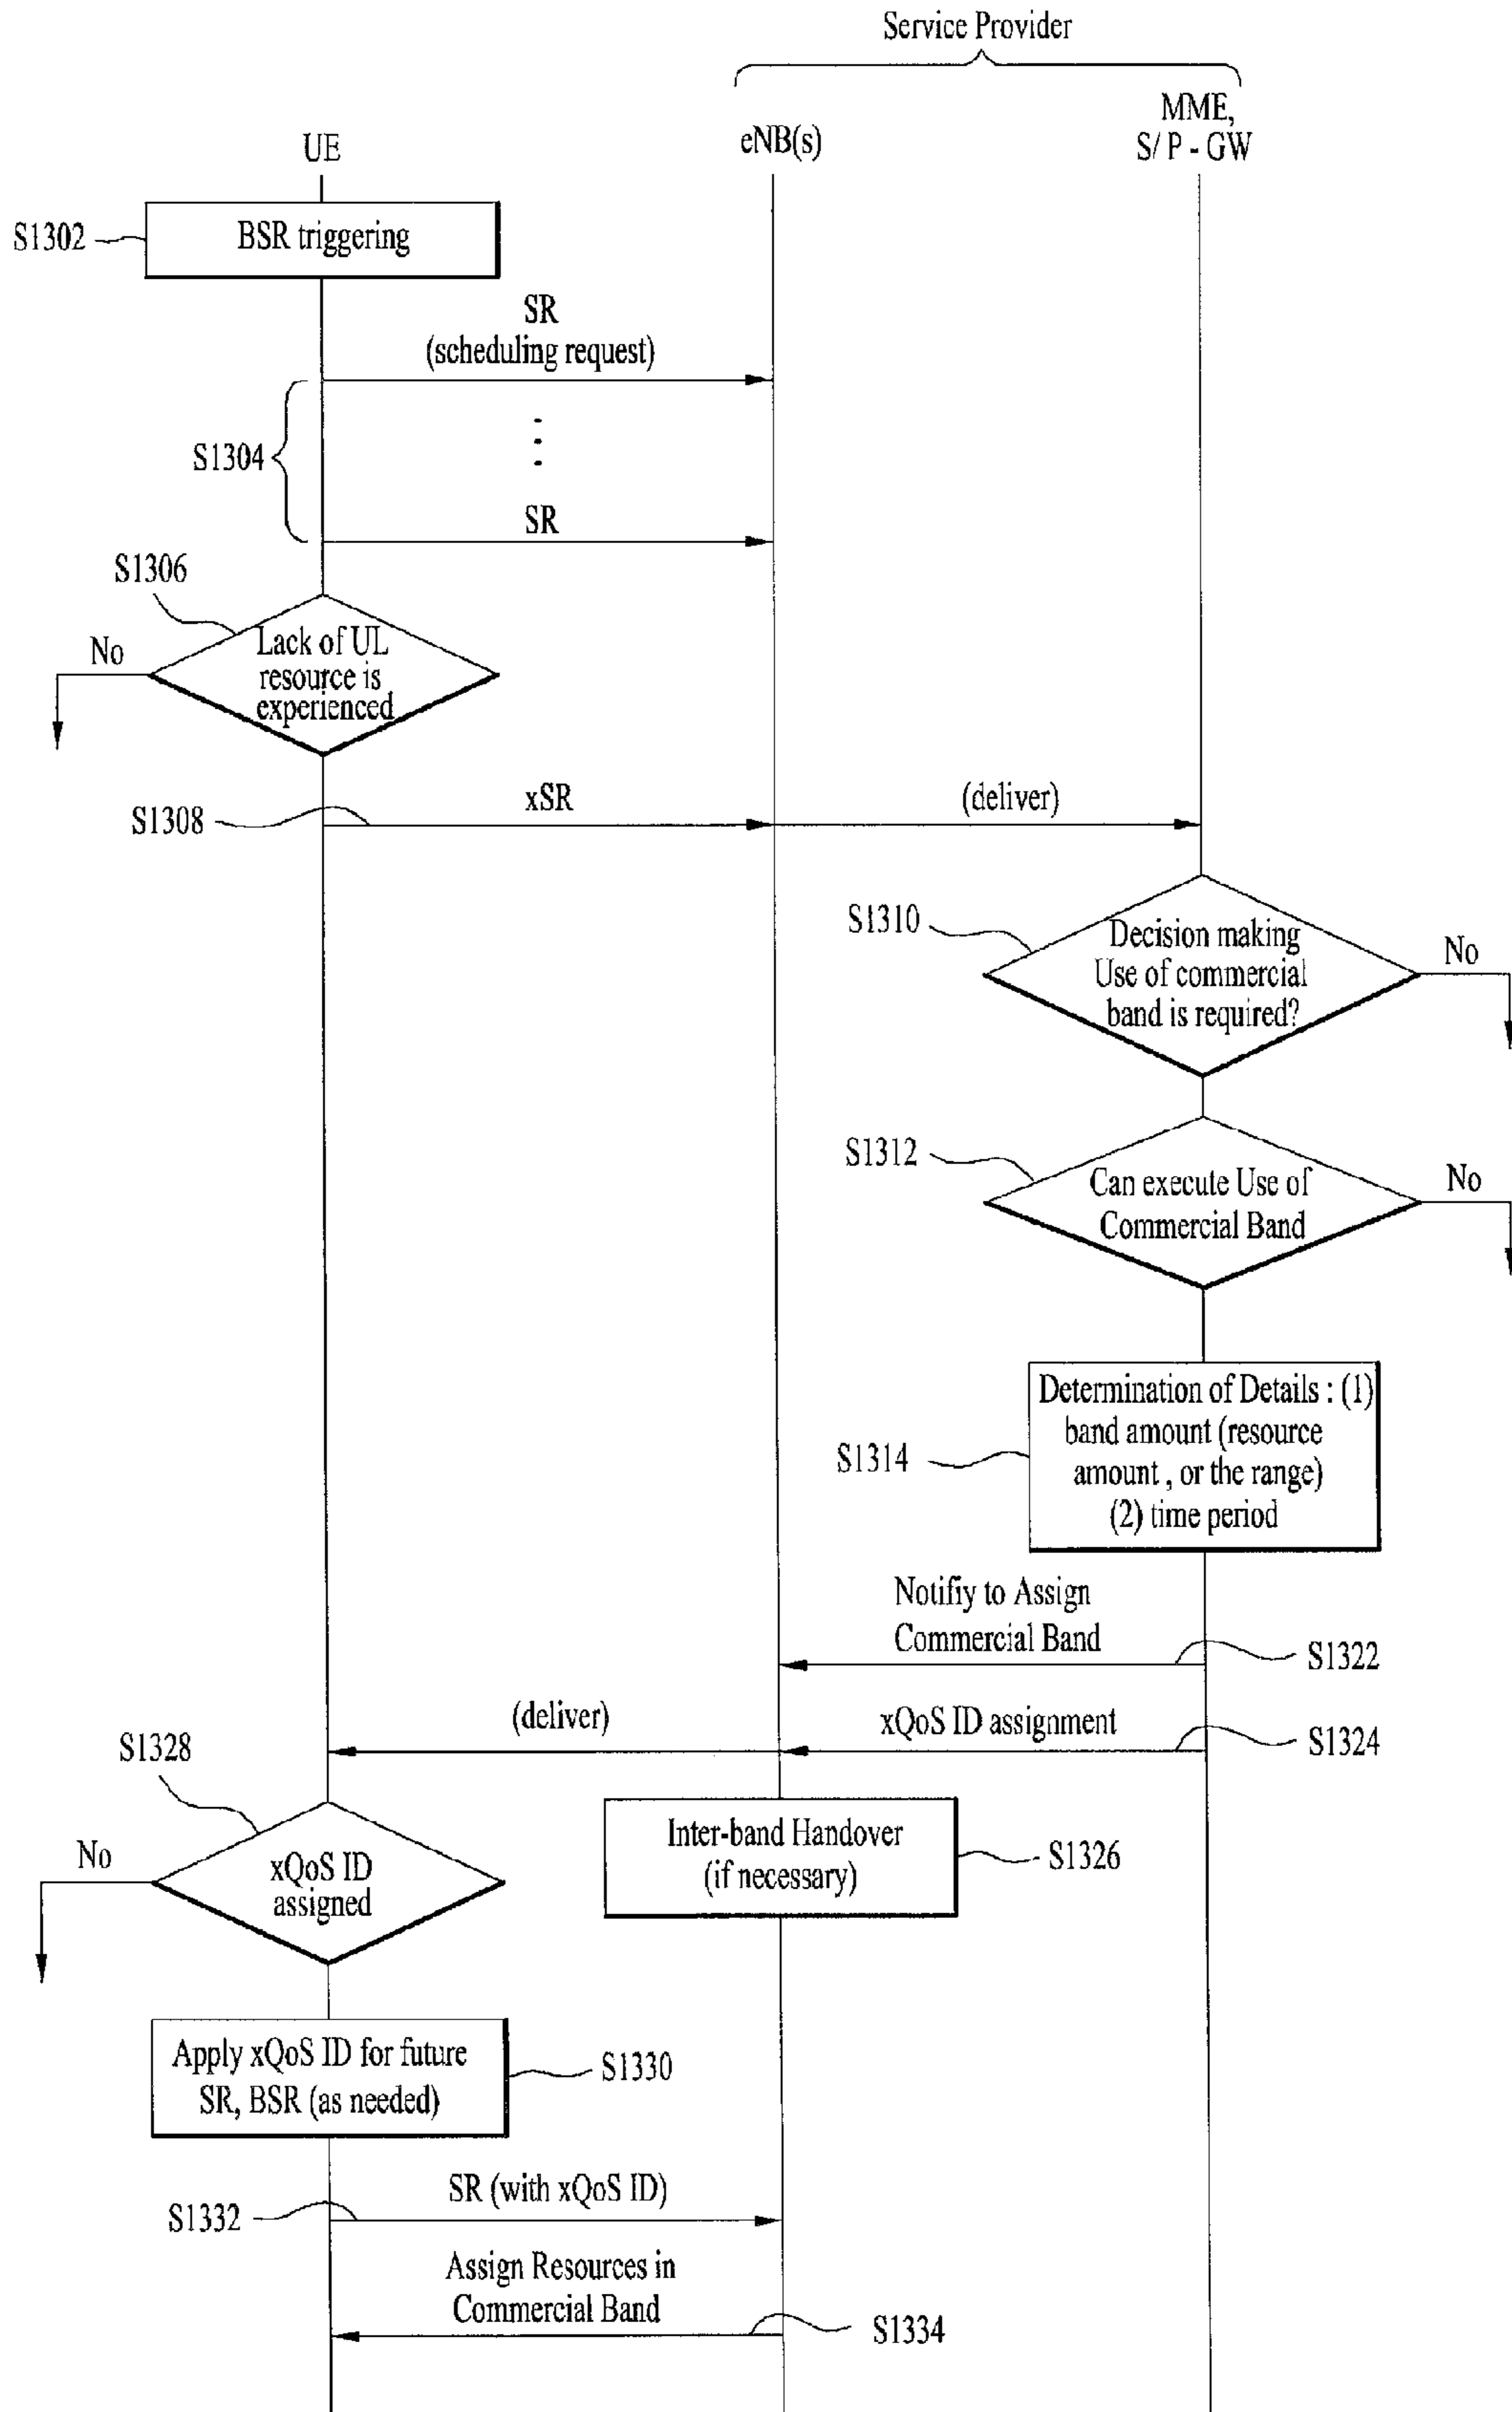 Service Provider
UE
eNB(s)
MME,
S/ P - GW
S1302
BSR triggering
SR
(scheduling request)
S1304
SR
S1306
No
Lack of UL
resource is
experienced
S1308
xSR
(deliver)
S1310
Decision making
Use of commercial
band is required?
No
S1312
Can execute Use of
Commercial Band
No
S1314
Determination of Details : (1)
band amount (resource
amount , or the range)
(2) time period
Notifiy to Assign
Commercial Band
S1322
(deliver)
xQoS ID assignment
S1324
S1328
No
xQoS ID
assigned
Inter-band Handover
(if necessary)
S1326
Apply xQoS ID for future
SR, BSR (as needed)
S1330
S1332
SR (with xQoS ID)
Assign Resources in
Commercial Band
S1334